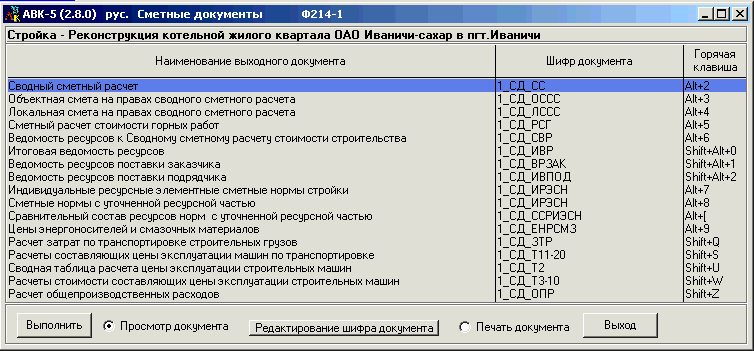 АВК-5 (2.8.0) рус. Сметные документы Ф214-1
Стройка - Реконструкция котельной жилого квартала ОАО Иваничи-сахар в пгт.Иваничи
Наименование выходного документа Шифр документа Горячая клавиша
Сводный сметный расчет 1_СД_СС Alt+2
Объектная смета на правах сводного сметного расчета 1_СД_ОССС Alt+3
Локальная смета на правах сводного сметного расчета 1_СД_ЛССС Alt+4
Сметный расчет стоимости горных работ 1_СД_РСГ Alt+5
Ведомость ресурсов к Сводному сметному расчету стоимости строительства 1_СД_СВР Alt+6
Итоговая ведомость ресурсов 1_СД_ИВР Shift+Alt+0
Ведомость ресурсов поставки заказчика 1_СД_ВРЗАК Shift+Alt+1
Ведомость ресурсов поставки подрядчика 1_СД_ИВПОД Shift+Alt+2
Индивидуальные ресурсные элементные сметные нормы стройки 1_СД_ИРЭСН Alt+7
Сметные нормы с уточненной ресурсной частью 1_СД_ИРЭСН Alt+8
Сравнительный состав ресурсов норм с уточненной ресурсной частью 1_СД_ССРИЭСН Alt+[
Цены энергоносителей и смазочных материалов 1_СД_ЕНРСМЗ Alt+9
Расчет затрат по транспортировке строительных грузов 1_СД_ЗТР Shift+Q
Расчеты составляющих цены эксплуатации машин по транспортировке 1_СД_Т11-20 Shift+S
Сводная таблица расчета цены эксплуатации строительных машин 1_СД_Т2 Shift+U
Расчеты стоимости составляющих цены эксплуатации строительных машин 1_СД_Т3-10 Shift+W
Расчет общепроизводственных расходов 1_СД_ОПР Shift+Z
Выполнить Просмотр документа Редактирование шифра документа Печать документа Выход